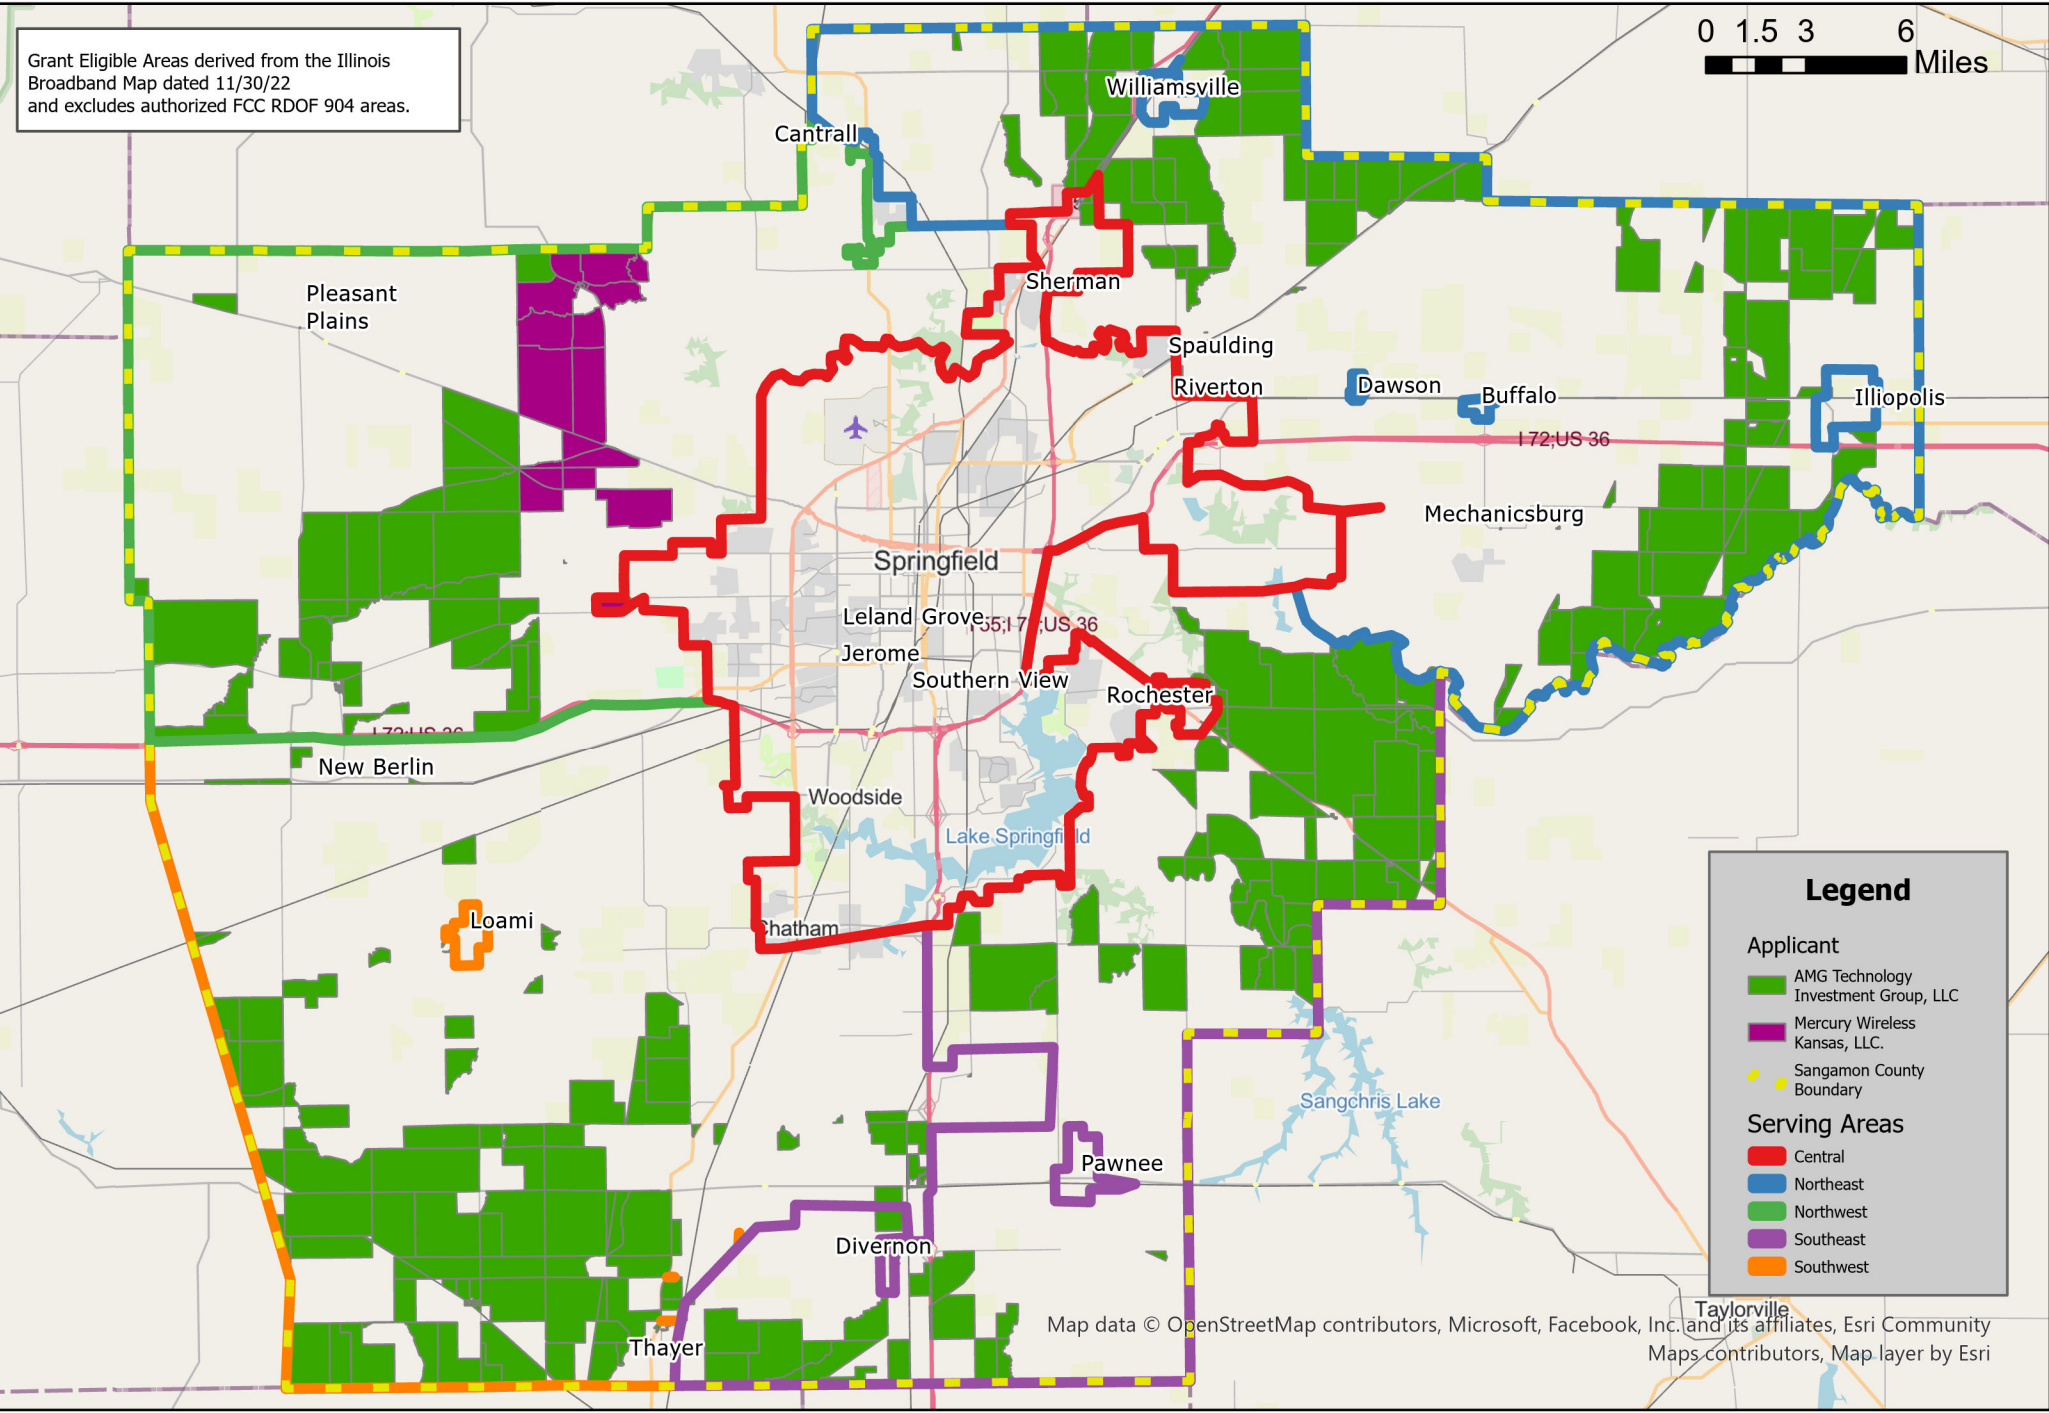 Grant Eligible Areas derived from the Illinois
Broadband Map dated 11/30/22
and excludes authorized FCC RDOF 904 areas.
0 1.5 3 6
Miles
Williamsville
Cantrall
Sherman
Pleasant
Plains
Spaulding
Riverton
Dawson
Buffalo
Illiopolis
I 72;US 36
Mechanicsburg
Springfield
Leland Grove
55;I 72;US 36
Jerome
Southern View
Rochester
I 72;US 36
New Berlin
Woodside
Lake Springfield
Loami
Chatham
Sangchris Lake
Pawnee
Divernon
Thayer
Taylorville
Legend
Applicant
AMG Technology
Investment Group, LLC
Mercury Wireless
Kansas, LLC.
Sangamon County
Boundary
Serving Areas
Central
Northeast
Northwest
Southeast
Southwest
Map data © OpenStreetMap contributors, Microsoft, Facebook, Inc. and its affiliates, Esri Community
Maps contributors, Map layer by Esri